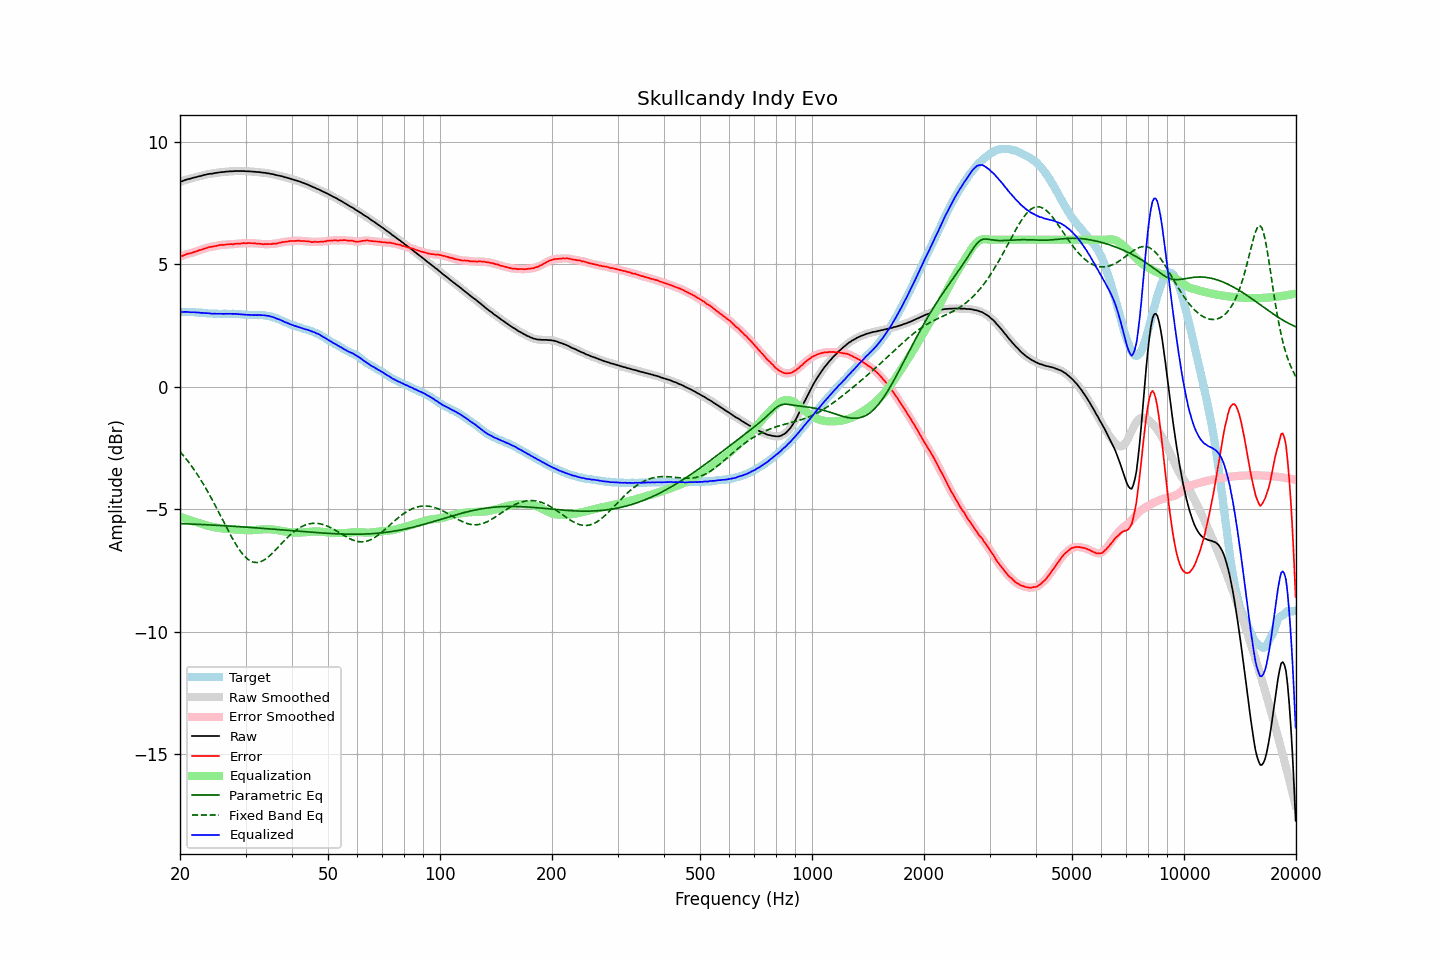 Skullcandy Indy Evo
Amplitude (dBr)
10
5
0
−5
−10
−15
Target
Raw Smoothed
Error Smoothed
Raw
Error
Equalization
Parametric Eq
Fixed Band Eq
Equalized
20 50 100 200 500 1000 2000 5000 10000 20000
Frequency (Hz)